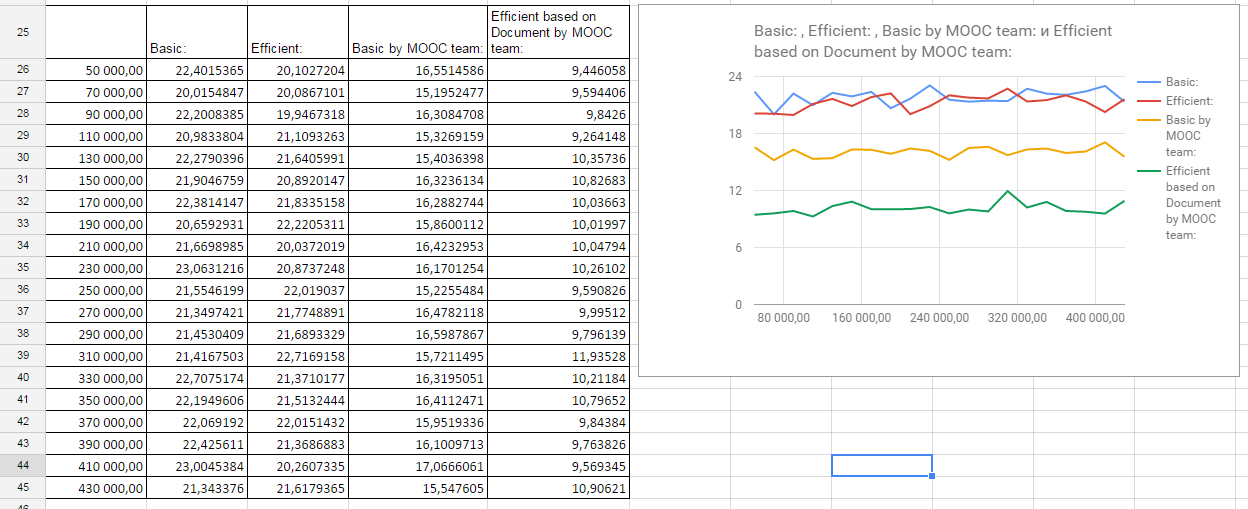 25 Basic: Efficient: Basic by MOOC team: Efficient based on Document by MOOC team:
26 50 000,00 22,4015365 20,1027204 16,5514586 9,446058
27 70 000,00 20,0154847 20,0867101 15,1952477 9,594406
28 90 000,00 22,2008385 19,9467318 16,3084708 9,8426
29 110 000,00 20,9833804 21,1093263 15,3269159 9,264148
30 130 000,00 22,2790396 21,6405991 15,4036398 10,35736
31 150 000,00 21,9046759 20,8920147 16,3236134 10,82683
32 170 000,00 22,3814147 21,8335158 16,2882744 10,03663
33 190 000,00 20,6592931 22,2205311 15,8600112 10,01997
34 210 000,00 21,6698985 20,0372019 16,4232953 10,04794
35 230 000,00 23,0631216 20,8737248 16,1701254 10,26102
36 250 000,00 21,5546199 22,019037 15,2255484 9,590826
37 270 000,00 21,3497421 21,7748891 16,4782118 9,99512
38 290 000,00 21,4530409 21,6893329 16,5987867 9,796139
39 310 000,00 21,4167503 22,7169158 15,7211495 11,93528
40 330 000,00 22,7075174 21,3710177 16,3195051 10,21184
41 350 000,00 22,1949606 21,5132444 16,4112471 10,79652
42 370 000,00 22,069192 22,0151432 15,9519336 9,84384
43 390 000,00 22,425611 21,3686883 16,1009713 9,763826
44 410 000,00 23,0045384 20,2607335 17,0666061 9,569345
45 430 000,00 21,343376 21,6179365 15,547605 10,90621
46
Basic: , Efficient: , Basic by MOOC team: и Efficient
based on Document by MOOC team:
24
18
12
6
0
80 000,00 160 000,00 240 000,00 320 000,00 400 000,00
Basic:
Efficient:
Basic by
MOOC
team:
Efficient
based on
Document
by MOOC
team: